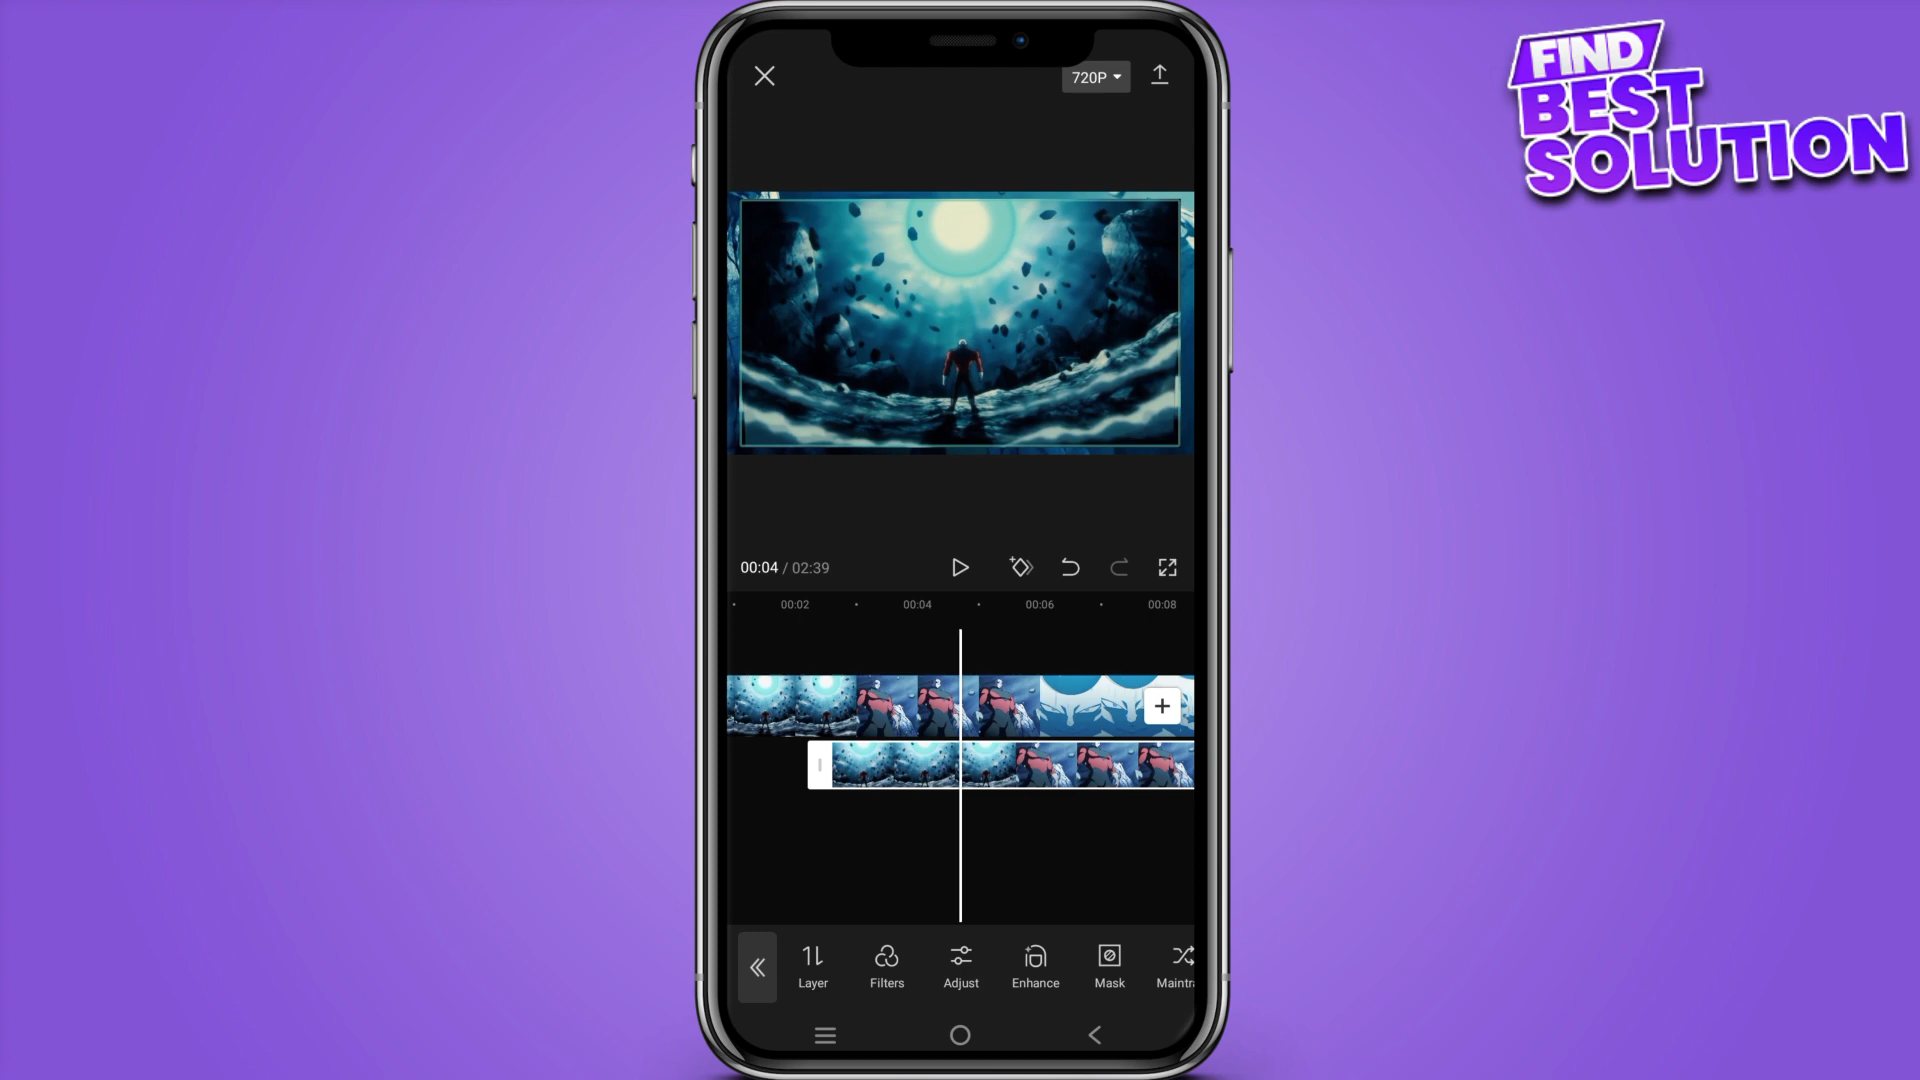 FIND
BEST
SOLUTION
720P
00:04 / 02:39
00:02 00:04 00:06 00:08
Layer Filters Adjust Enhance Mask Maintra